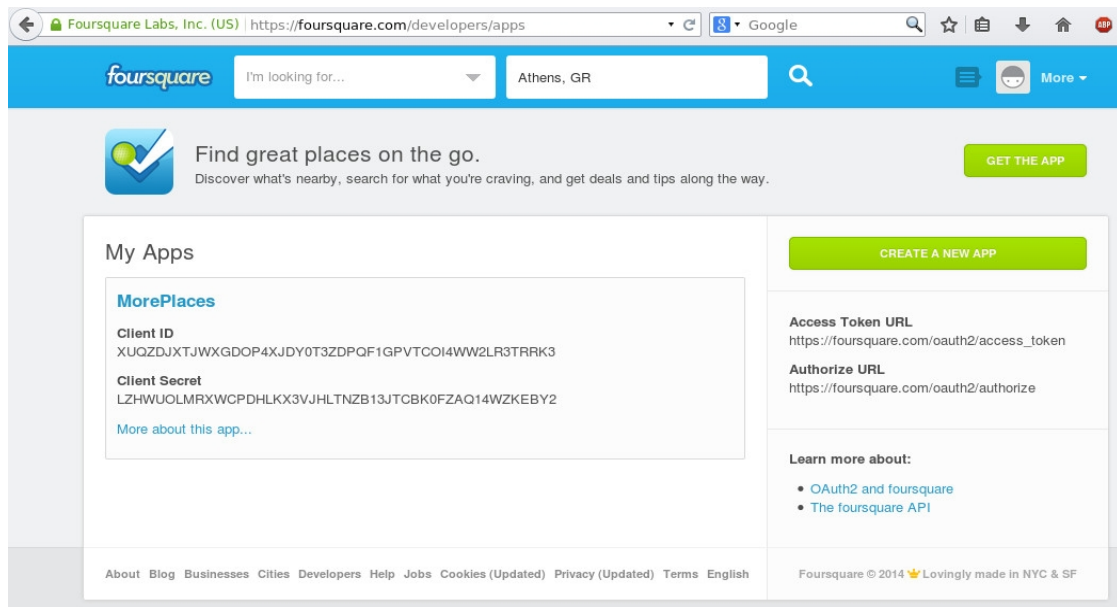 Foursquare Labs, Inc. (US) https://foursquare.com/developers/apps Google
foursquare I'm looking for... Athens, GR More
Find great places on the go.
Discover what's nearby, search for what you're craving, and get deals and tips along the way.
GET THE APP
My Apps
MorePlaces
Client ID
XUQZDJXTJWXGDOP4XJDY0T3ZDPQF1GPVTCOI4WW2LR3TRRK3
Client Secret
LZHWUOLMRXWCPDHLKX3VJHLTNZB13JTCBK0FZAQ14WZKEBY2
More about this app...
CREATE A NEW APP
Access Token URL
https://foursquare.com/oauth2/access_token
Authorize URL
https://foursquare.com/oauth2/authorize
Learn more about:
• OAuth2 and foursquare
• The foursquare API
About Blog Businesses Cities Developers Help Jobs Cookies (Updated) Privacy (Updated) Terms English
Foursquare © 2014 Lovingly made in NYC & SF
ABP